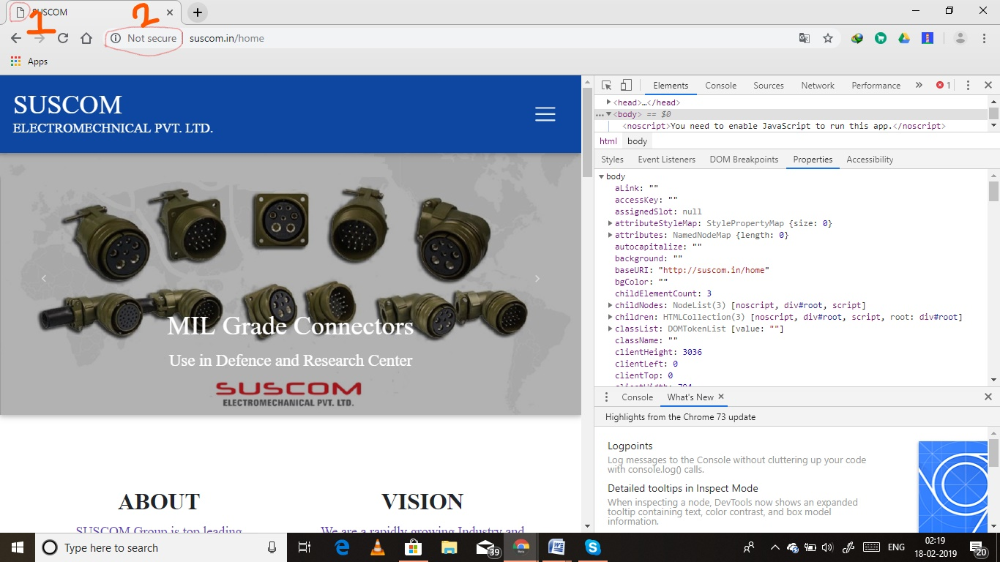 SUSCOM
1
2
Not secure
suscom.in/home
Apps
SUSCOM
ELECTROMECHNICAL PVT. LTD.
MIL Grade Connectors
Use in Defence and Research Center
SUSCOM
ELECTROMECHANICAL PVT. LTD.
ABOUT
SUSCOM Group is top leading
VISION
We are a rapidly growing Industry and
Elements Console Sources Network Performance » 1
<head>…</head>
… <body> == $0
<noscript>You need to enable JavaScript to run this app.</noscript>
html body
Styles Event Listeners DOM Breakpoints Properties Accessibility
body
aLink: ""
accessKey: ""
assignedSlot: null
attributeStyleMap: StylePropertyMap {size: 0}
attributes: NamedNodeMap {length: 0}
autocapitalize: ""
background: ""
baseURI: "http://suscom.in/home"
bgColor: ""
childElementCount: 3
childNodes: NodeList(3) [noscript, div#root, script]
children: HTMLCollection(3) [noscript, div#root, script, root: div#root]
classList: DOMTokenList [value: ""]
className: ""
clientHeight: 3036
clientLeft: 0
clientTop: 0
clientWidth: 794
Console What's New
Highlights from the Chrome 73 update
Logpoints
Log messages to the Console without cluttering up your code
with console.log() calls.
Detailed tooltips in Inspect Mode
When inspecting a node, DevTools now shows an expanded
tooltip containing text, color contrast, and box model
information.
Type here to search
39
ENG
02:19
18-02-2019
20